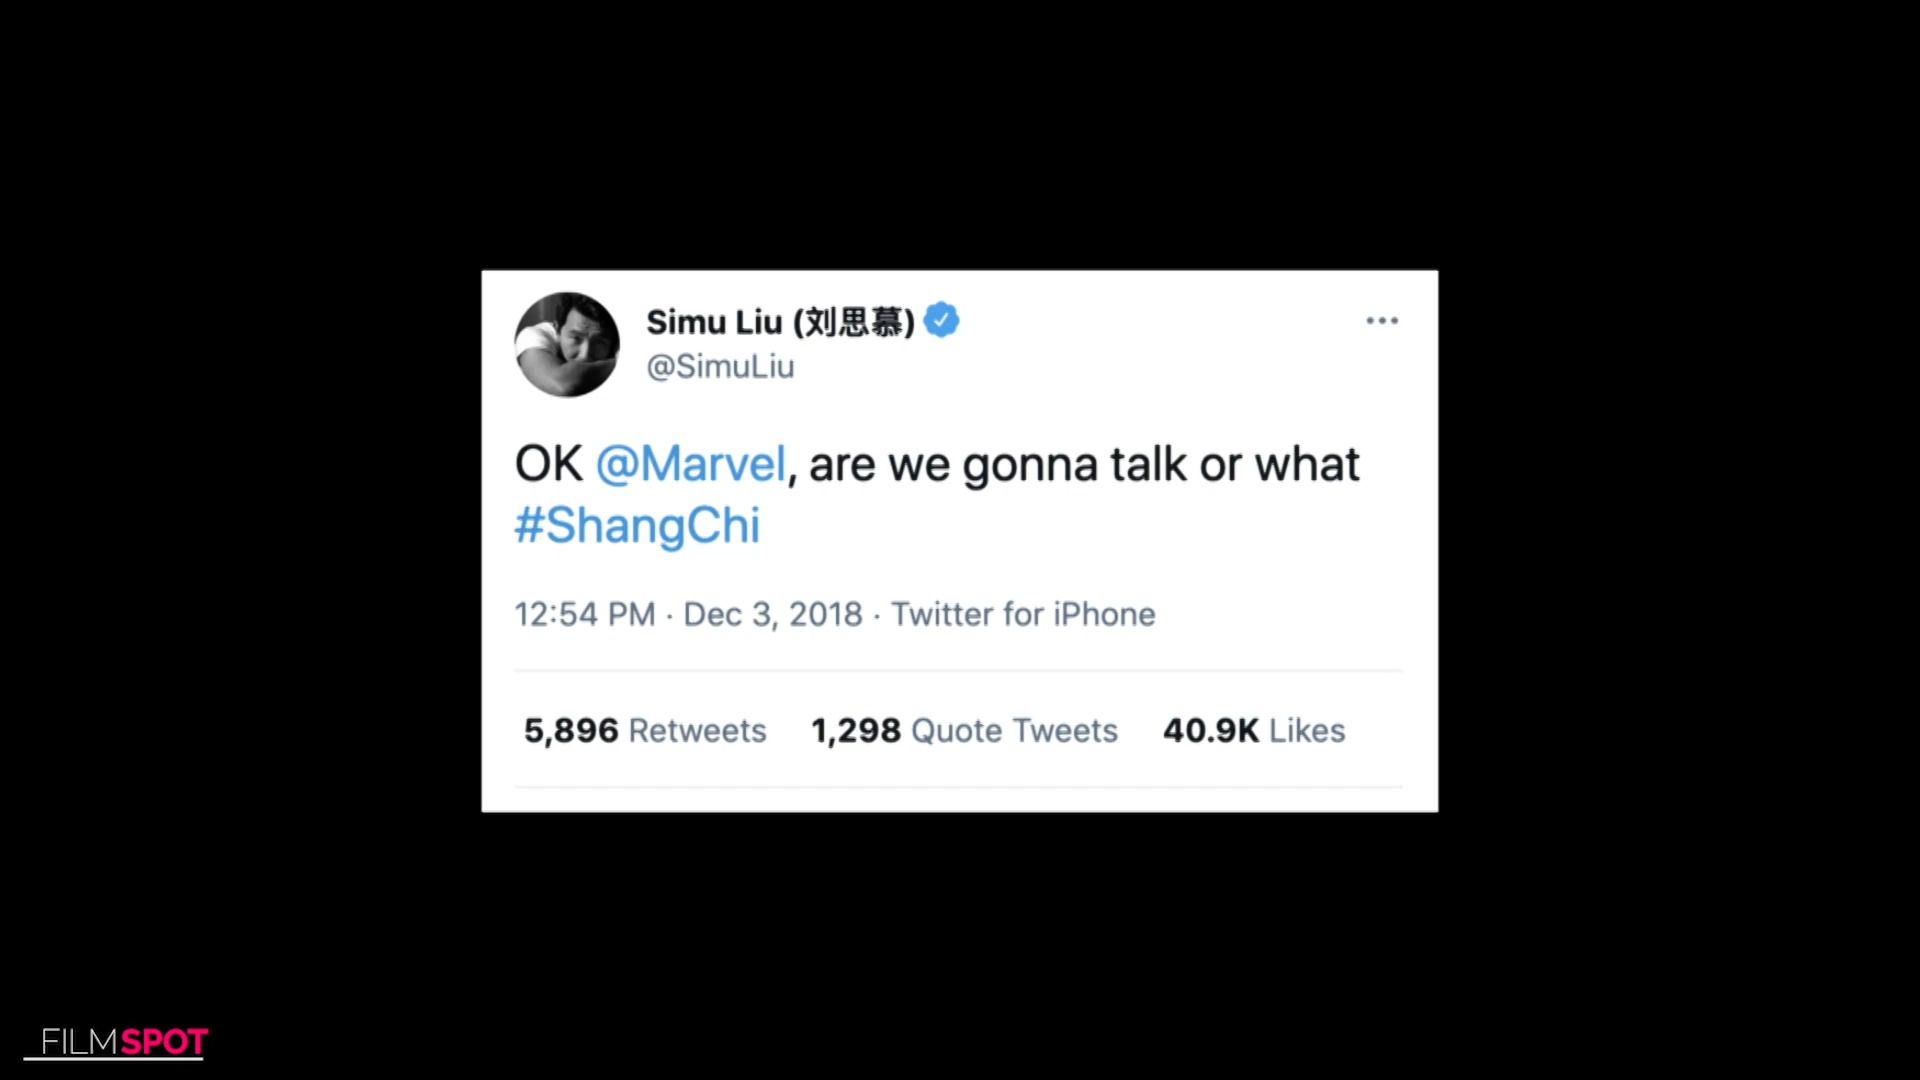 Simu Liu (刘思慕)
@SimuLiu
OK @Marvel, are we gonna talk or what
#ShangChi
12:54 PM · Dec 3, 2018 · Twitter for iPhone
5,896 Retweets 1,298 Quote Tweets 40.9K Likes
_FILMSPOT